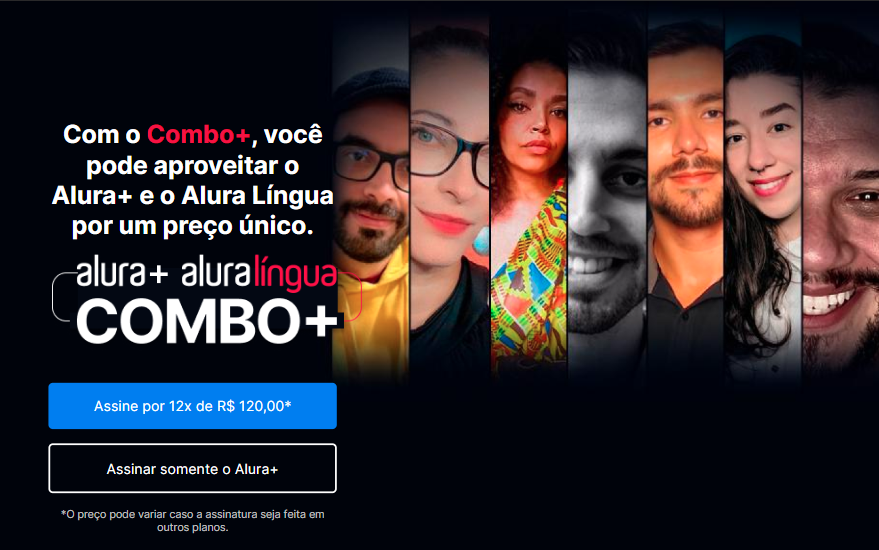 Com o Combo+, você
pode aproveitar o
Alura+ e o Alura Língua
por um preço único.
alura+ aluralíngua
COMBO+
Assine por 12x de R$ 120,00*
Assinar somente o Alura+
*O preço pode variar caso a assinatura seja feita em
outros planos.